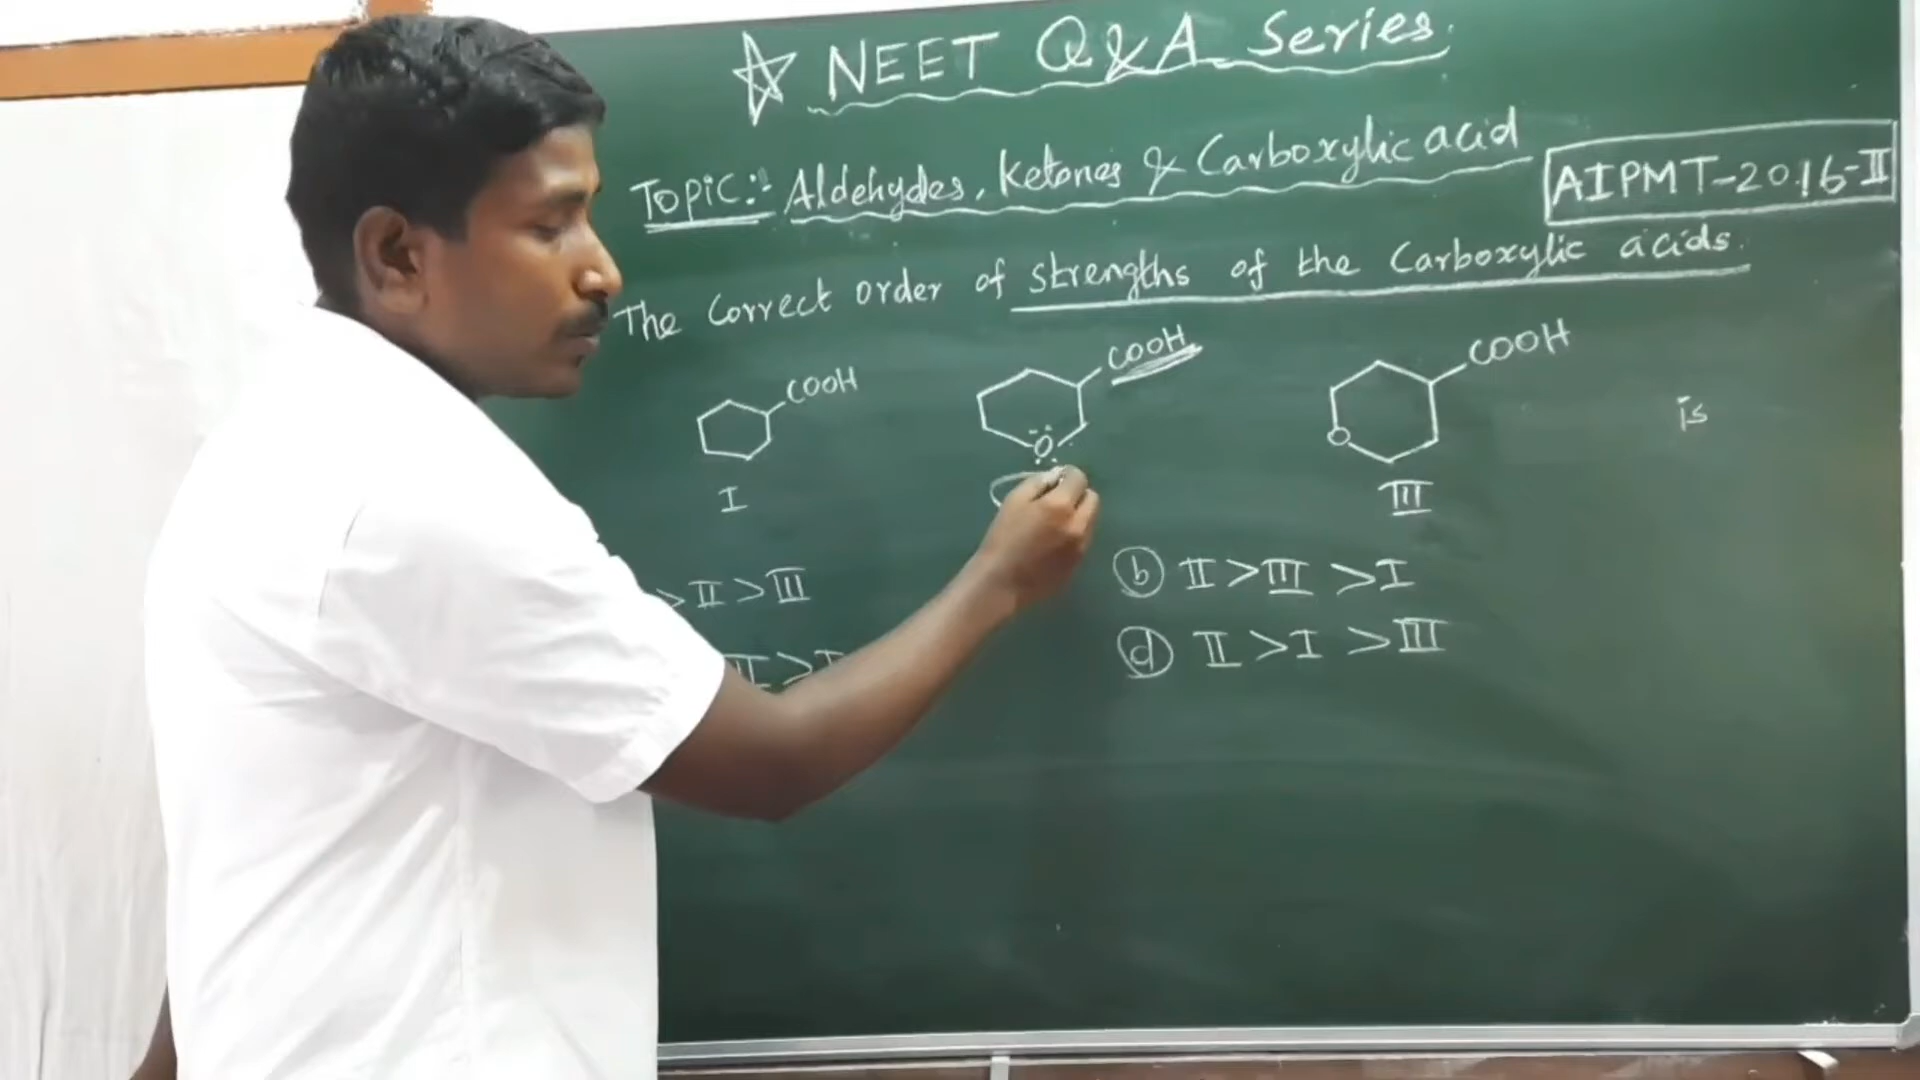 ☆ NEET Q&A Series.
Topic:- Aldehydes, Ketones & Carboxylic acid
AIPMT-2016-II
The Correct order of strengths of the Carboxylic acids.
COOH
COOH
COOH
O
O
is
I
III
>II>III
ⓑ II>III>I
ⓓ II>I>III